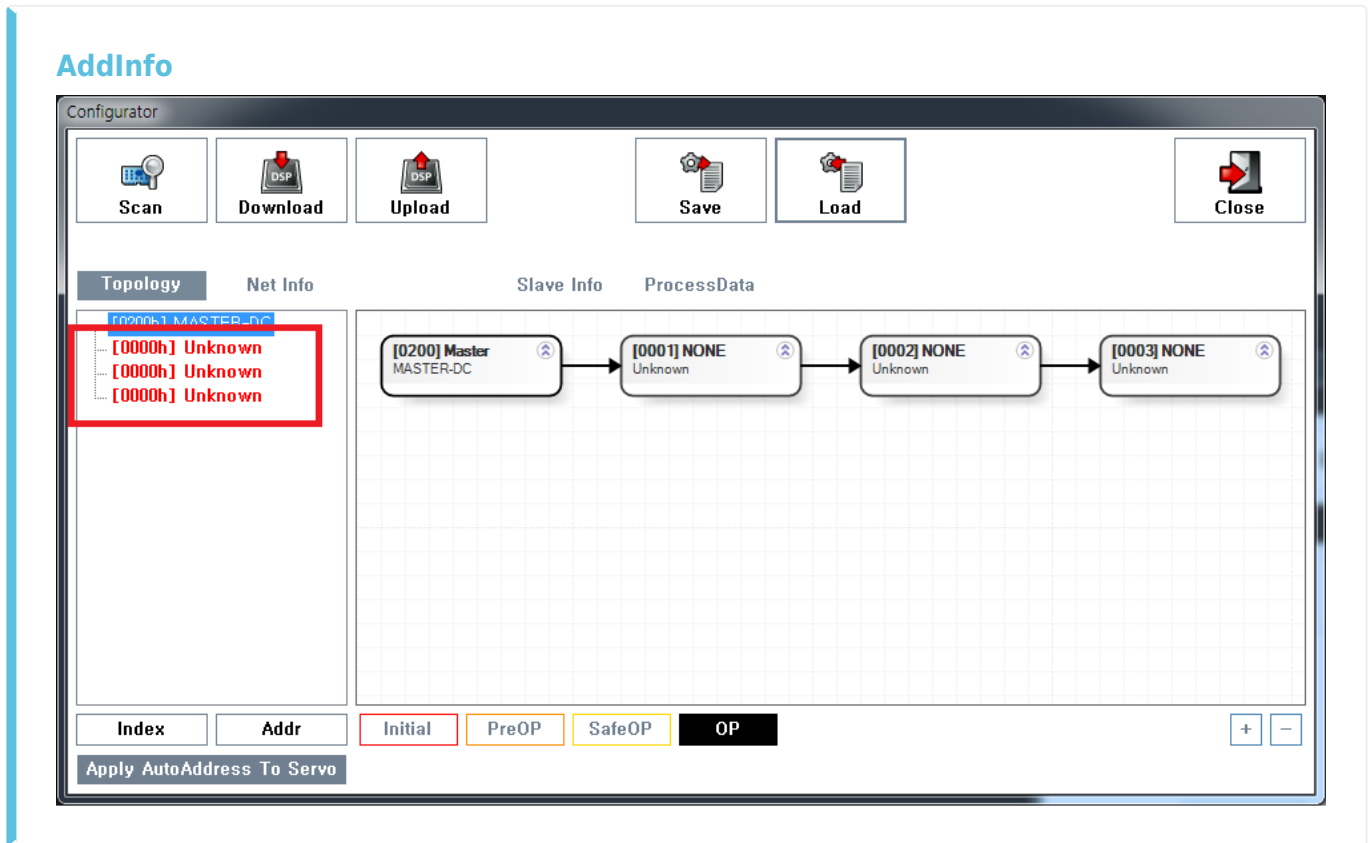 AddInfo
Configurator
DSP DSP
Scan Download Upload Save Load Close
Topology Net Info Slave Info ProcessData
[0200h] MASTER-DC
[0000h] Unknown
[0000h] Unknown
[0000h] Unknown
[0200] Master [0001] NONE [0002] NONE [0003] NONE
MASTER-DC Unknown Unknown Unknown
Index Addr Initial PreOP SafeOP OP + −
Apply AutoAddress To Servo